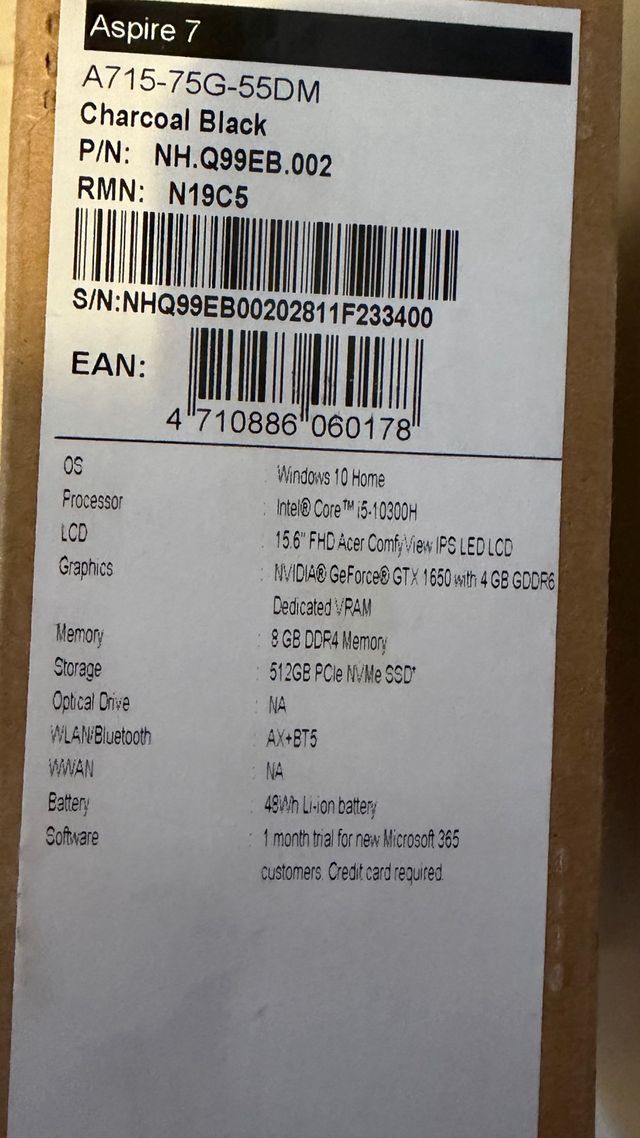 Aspire 7
A715-75G-55DM
Charcoal Black
P/N: NH.Q99EB.002
RMN: N19C5
S/N:NHQ99EB00202811F233400
EAN:
4 710886 060178
OS : Windows 10 Home
Processor : Intel® Core™ i5-10300H
LCD : 15.6" FHD Acer ComfyView IPS LED LCD
Graphics : NVIDIA® GeForce® GTX 1650 with 4 GB GDDR6
Dedicated VRAM
Memory : 8 GB DDR4 Memory
Storage : 512GB PCIe NVMe SSD*
Optical Drive : NA
WLAN/Bluetooth : AX+BT5
WWAN : NA
Battery : 48Wh Li-ion battery
Software : 1 month trial for new Microsoft 365
customers. Credit card required.